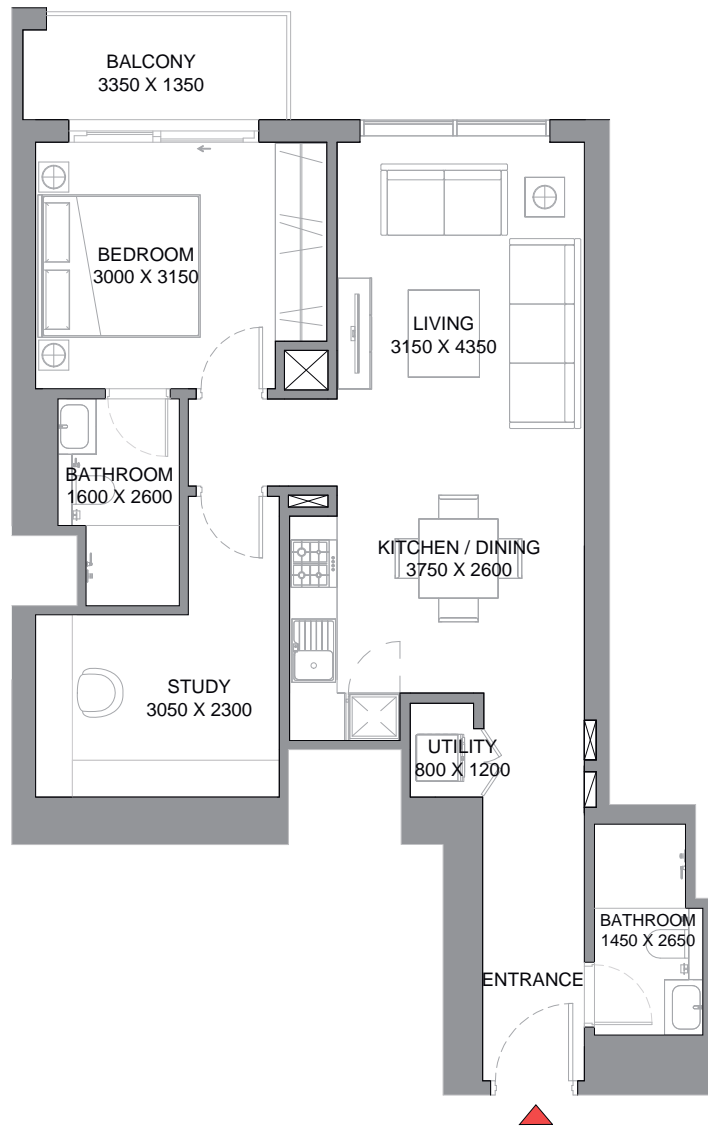 BALCONY
3350 X 1350
BEDROOM
3000 X 3150
LIVING
3150 X 4350
BATHROOM
1600 X 2600
KITCHEN / DINING
3750 X 2600
STUDY
3050 X 2300
UTILITY
800 X 1200
BATHROOM
1450 X 2650
ENTRANCE